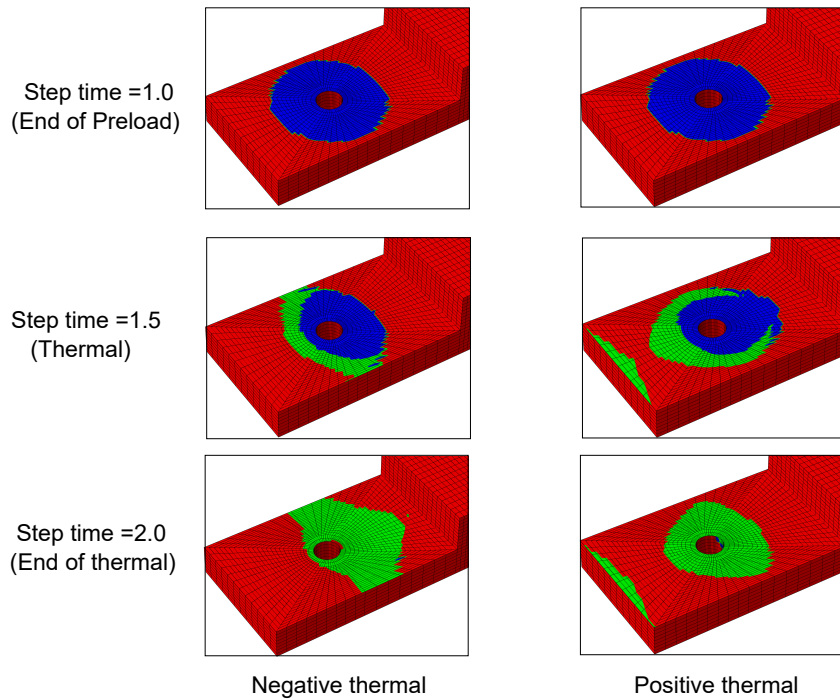 Step time =1.0
(End of Preload)
Step time =1.5
(Thermal)
Step time =2.0
(End of thermal)
Negative thermal
Positive thermal